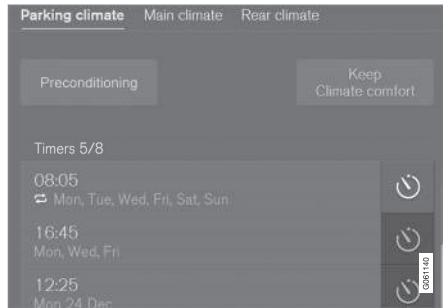 Parking climate Main climate Rear climate
Preconditioning
Keep
Climate comfort
Timers 5/8
08:05
Mon, Tue, Wed, Fri, Sat, Sun
16:45
Mon, Wed, Fri
12:25
Mon 24 Dec
G061140